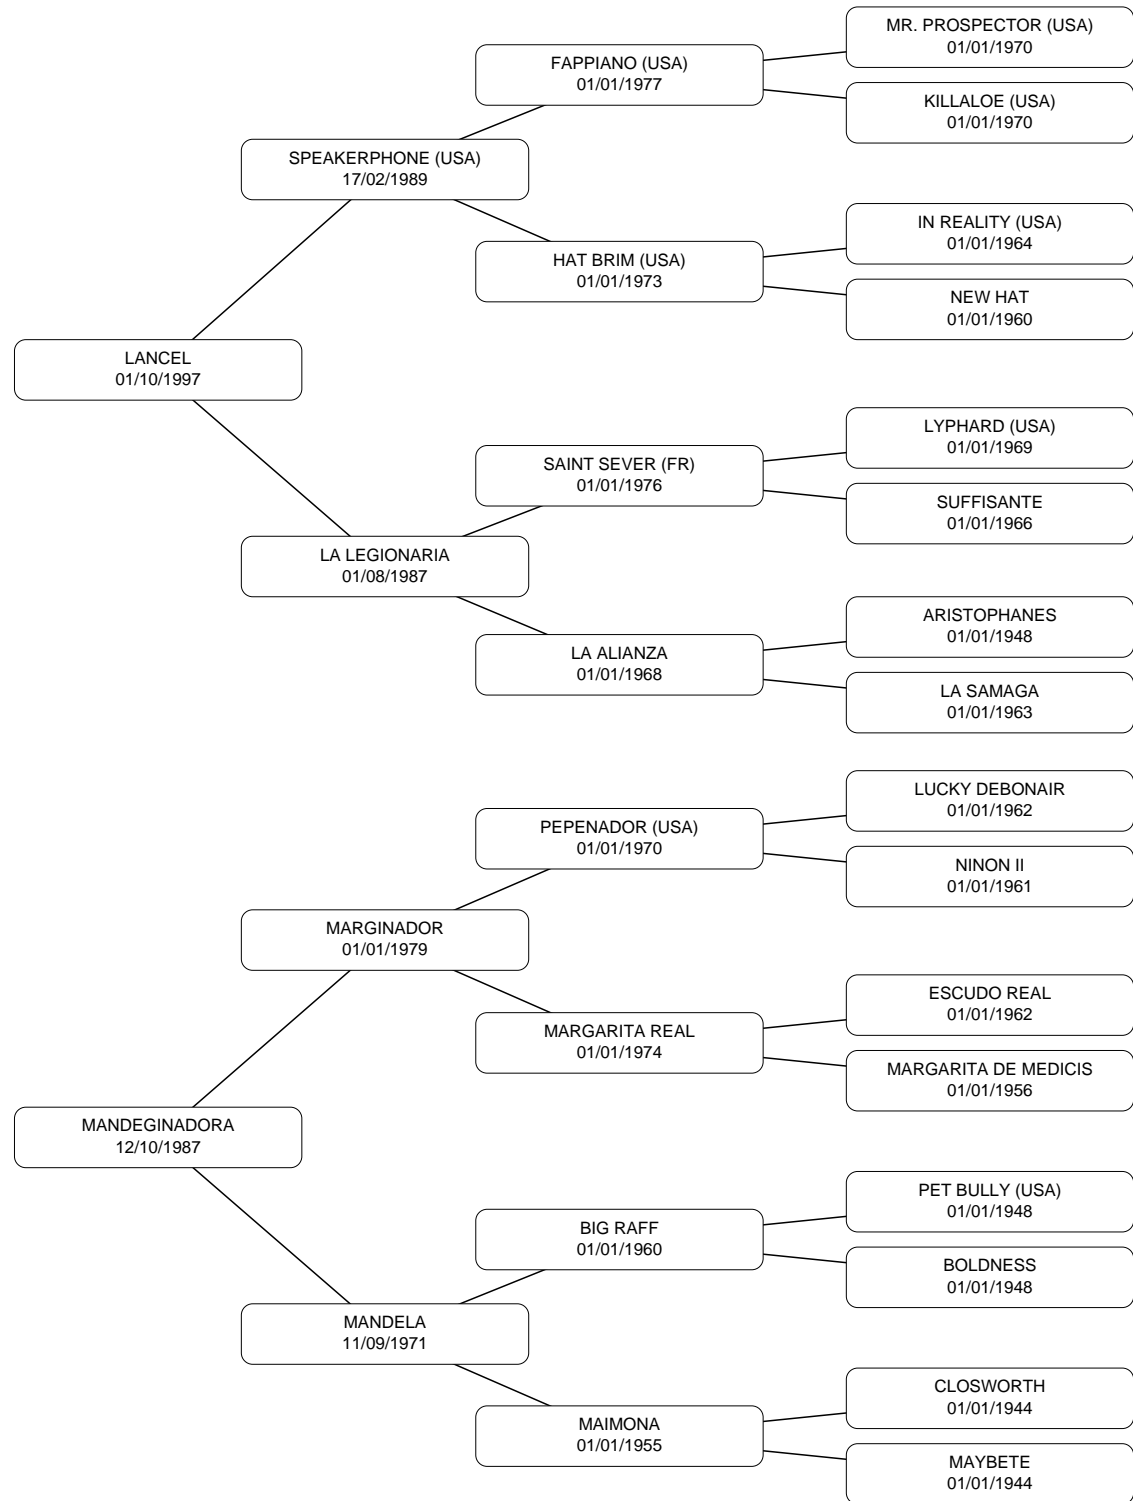 MR. PROSPECTOR (USA)
01/01/1970
FAPPIANO (USA)
01/01/1977
KILLALOE (USA)
01/01/1970
SPEAKERPHONE (USA)
17/02/1989
IN REALITY (USA)
01/01/1964
HAT BRIM (USA)
01/01/1973
NEW HAT
01/01/1960
LANCEL
01/10/1997
LYPHARD (USA)
01/01/1969
SAINT SEVER (FR)
01/01/1976
SUFFISANTE
01/01/1966
LA LEGIONARIA
01/08/1987
ARISTOPHANES
01/01/1948
LA ALIANZA
01/01/1968
LA SAMAGA
01/01/1963
LUCKY DEBONAIR
01/01/1962
PEPENADOR (USA)
01/01/1970
NINON II
01/01/1961
MARGINADOR
01/01/1979
ESCUDO REAL
01/01/1962
MARGARITA REAL
01/01/1974
MARGARITA DE MEDICIS
01/01/1956
MANDEGINADORA
12/10/1987
PET BULLY (USA)
01/01/1948
BIG RAFF
01/01/1960
BOLDNESS
01/01/1948
MANDELA
11/09/1971
CLOSWORTH
01/01/1944
MAIMONA
01/01/1955
MAYBETE
01/01/1944